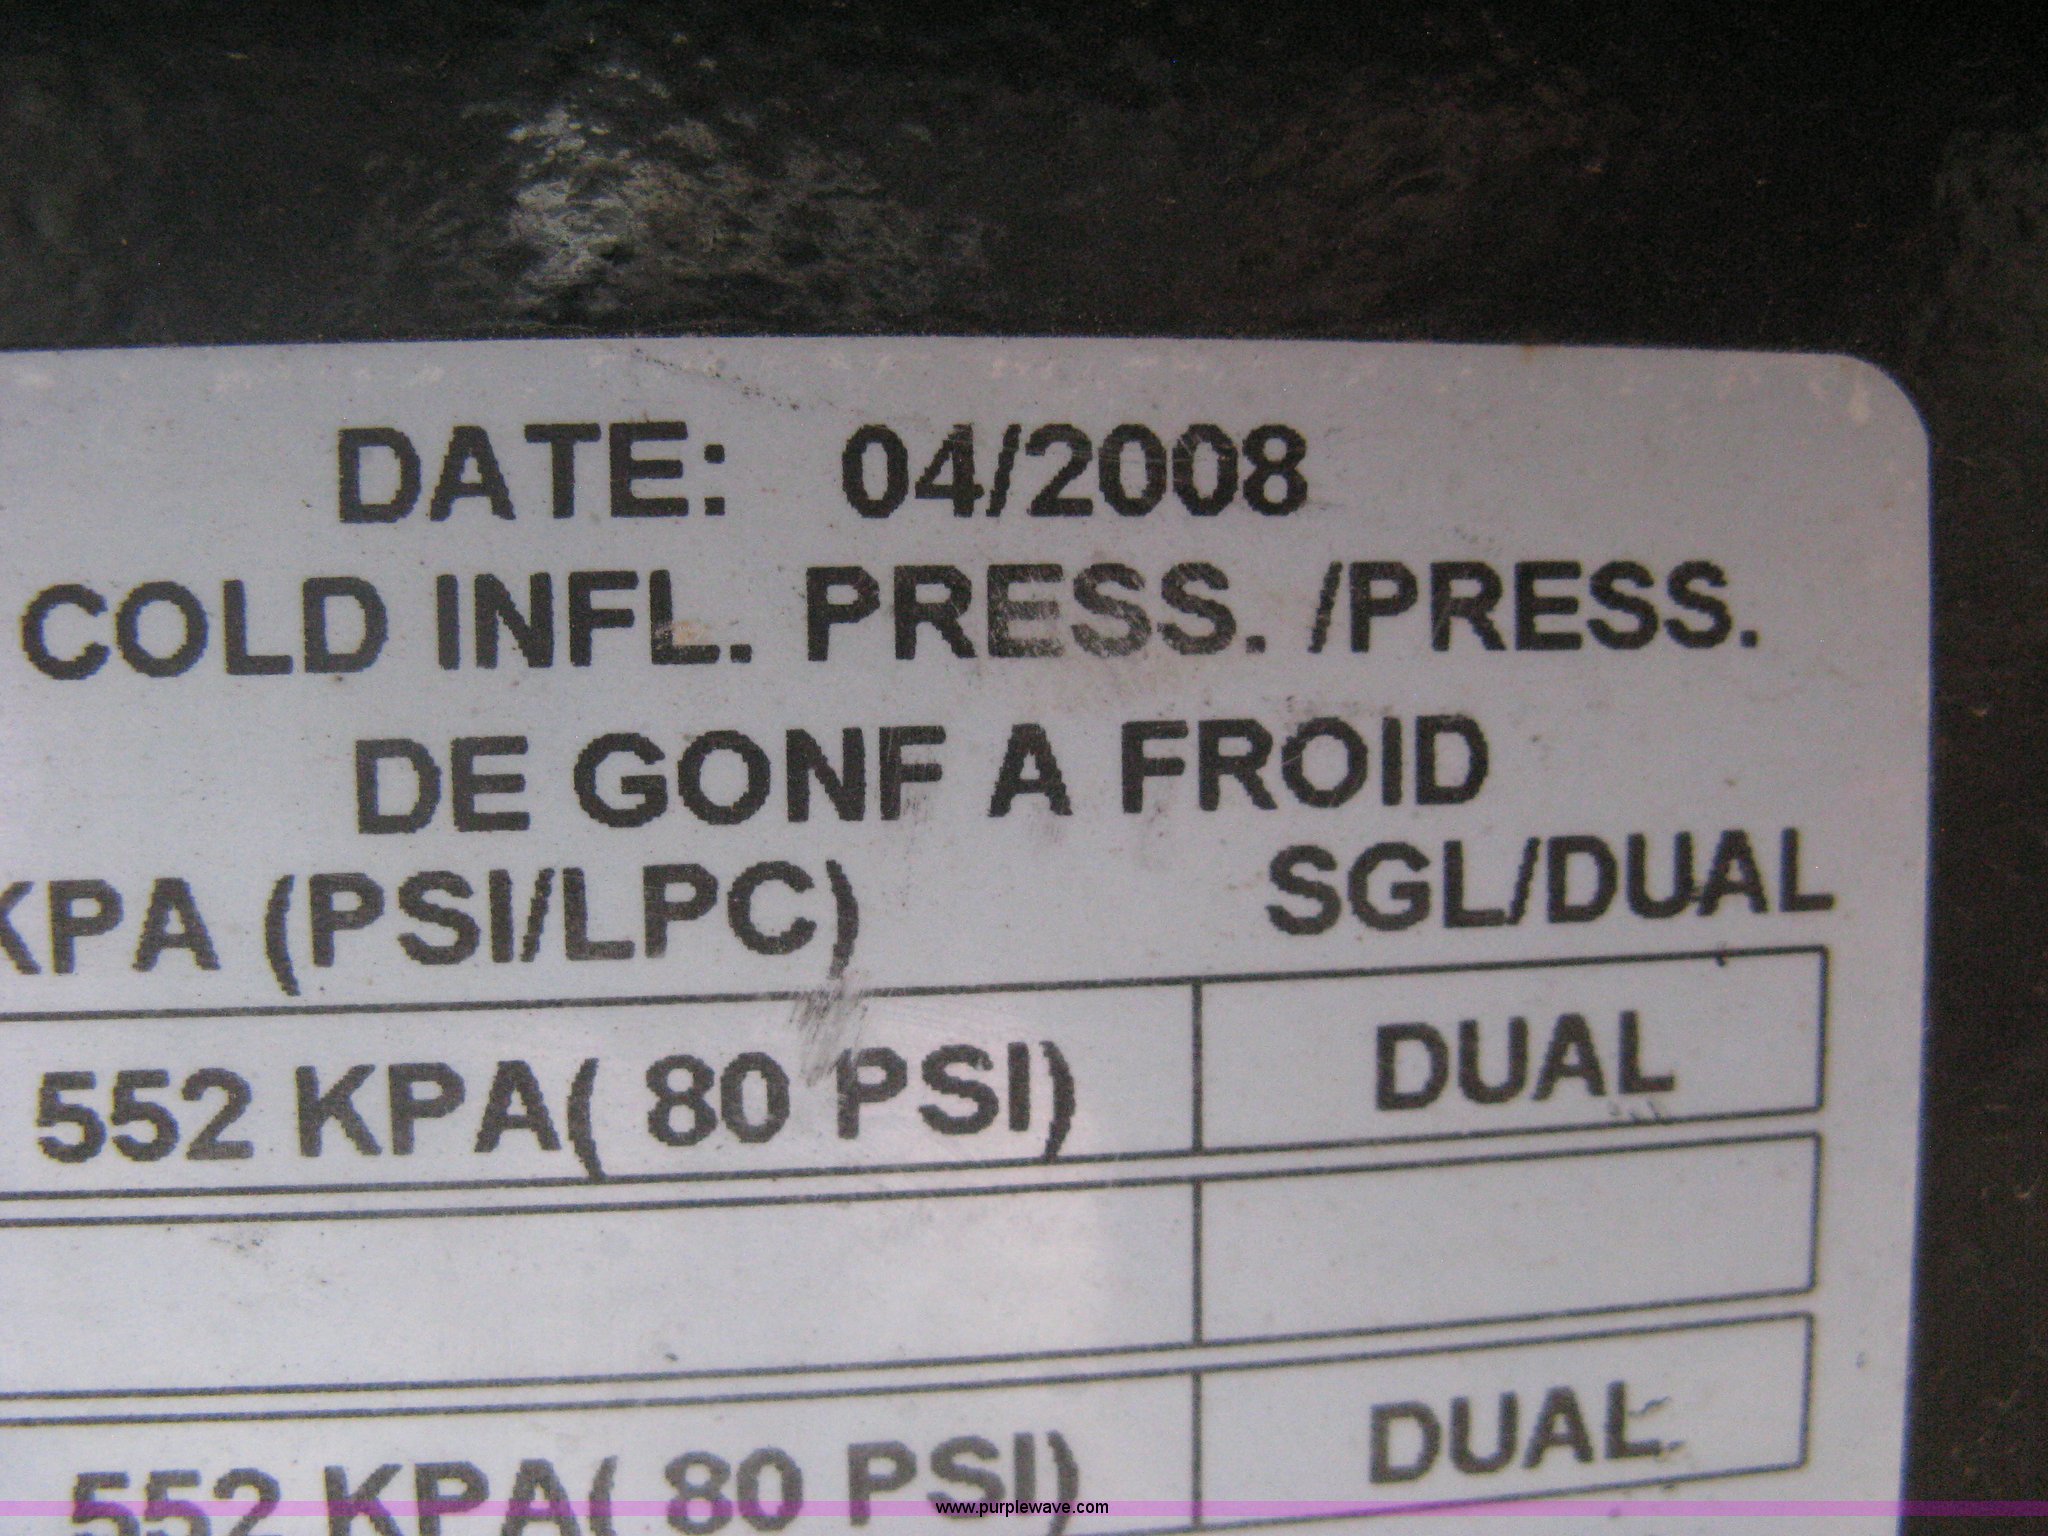 DATE: 04/2008
COLD INFL. PRESS. /PRESS.
DE GONF A FROID
KPA (PSI/LPC) SGL/DUAL
552 KPA( 80 PSI) DUAL
552 KPA( 80 PSI) DUAL
www.purplewave.com